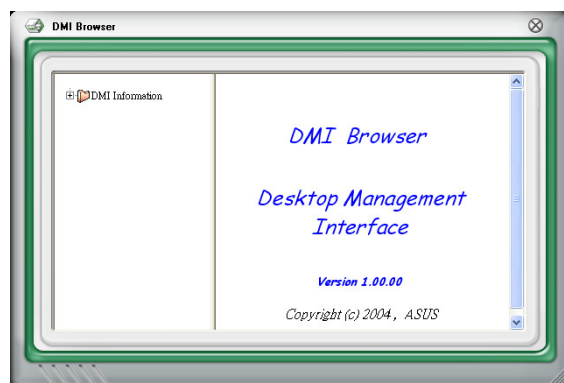 DMI Browser
DMI Information
DMI Browser
Desktop Management
Interface
Version 1.00.00
Copyright (c) 2004, ASUS